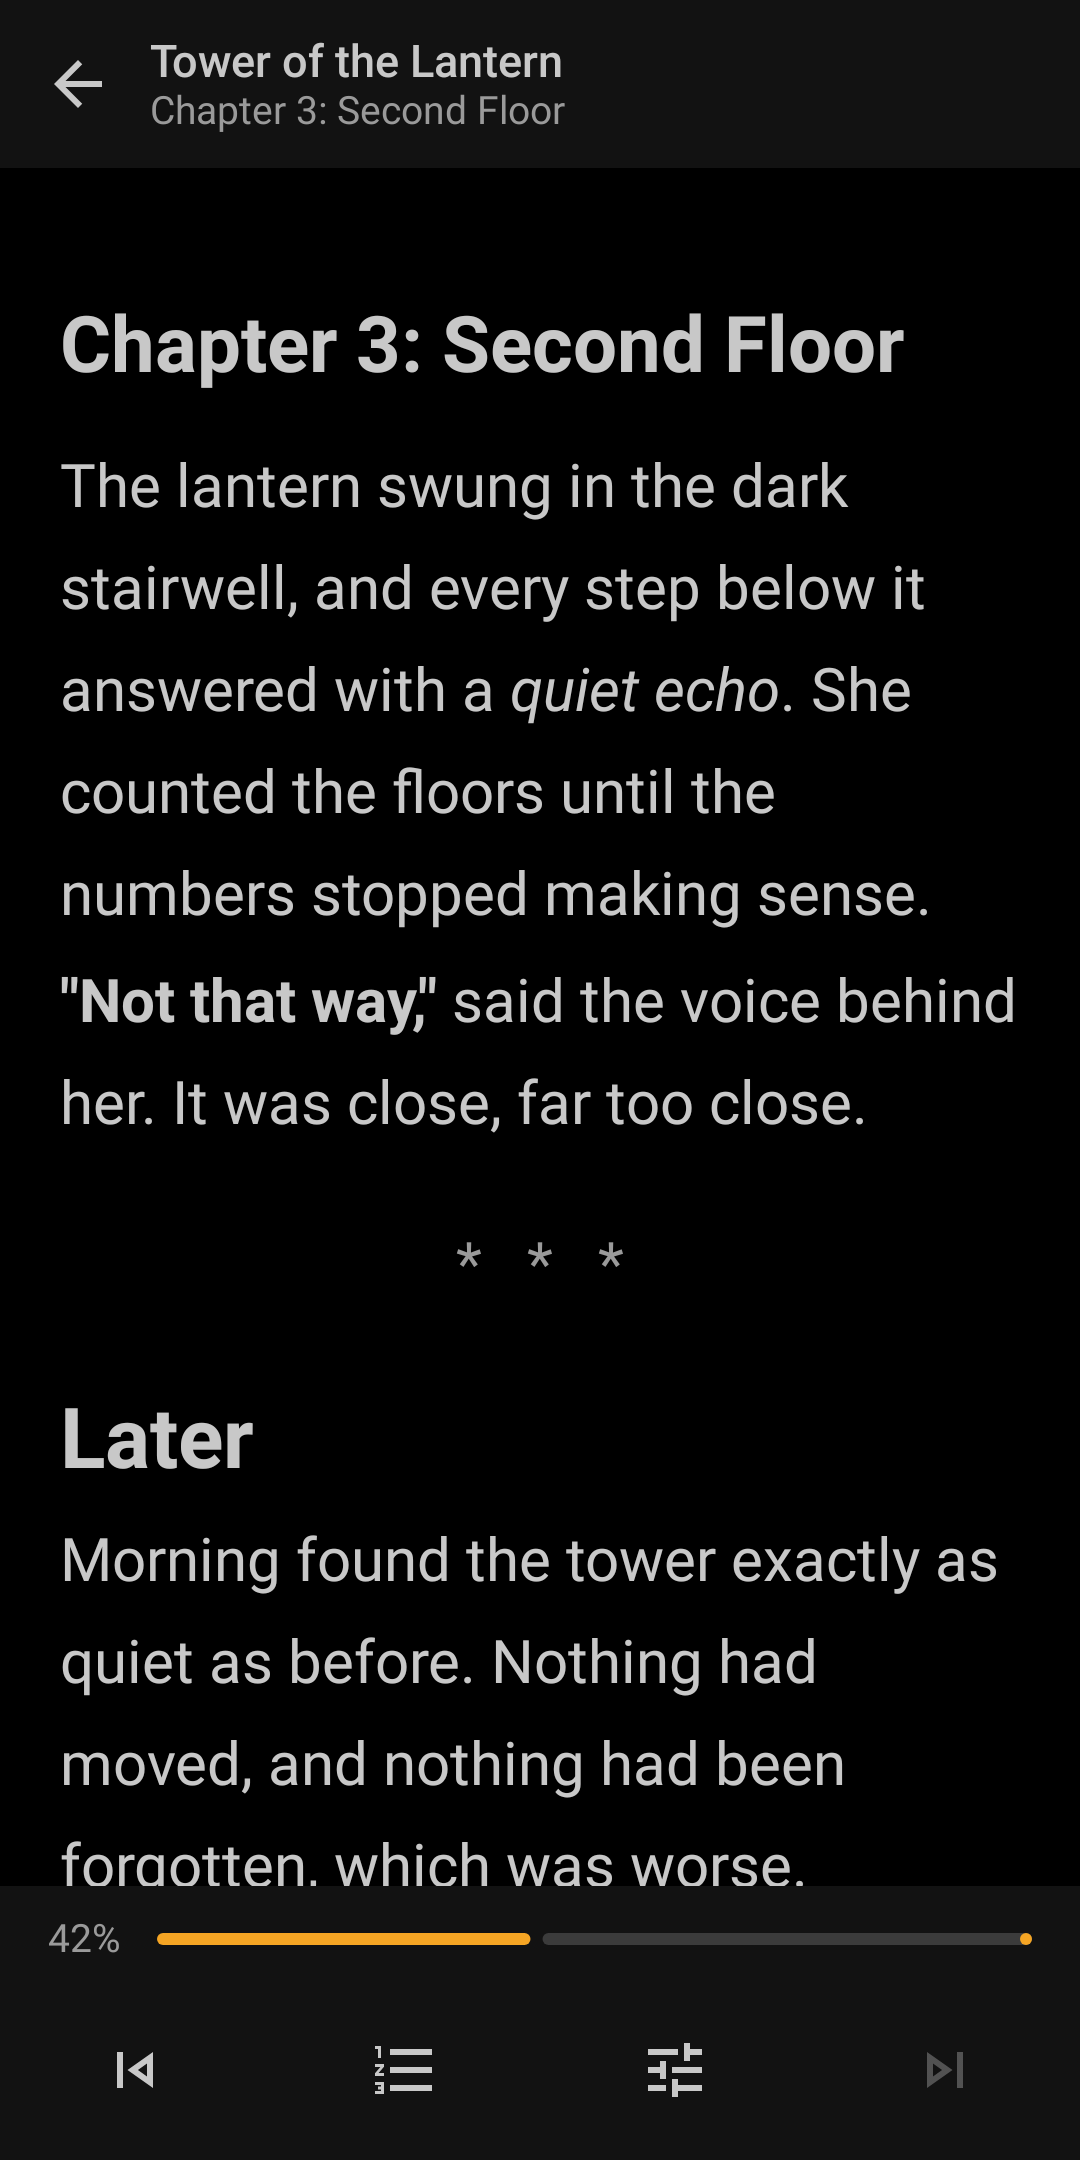 Tower of the Lantern
Chapter 3: Second Floor
Chapter 3: Second Floor
The lantern swung in the dark
stairwell, and every step below it
answered with a quiet echo. She
counted the floors until the
numbers stopped making sense.
"Not that way," said the voice behind
her. It was close, far too close.
* * *
Later
Morning found the tower exactly as
quiet as before. Nothing had
moved, and nothing had been
forgotten, which was worse.
42%